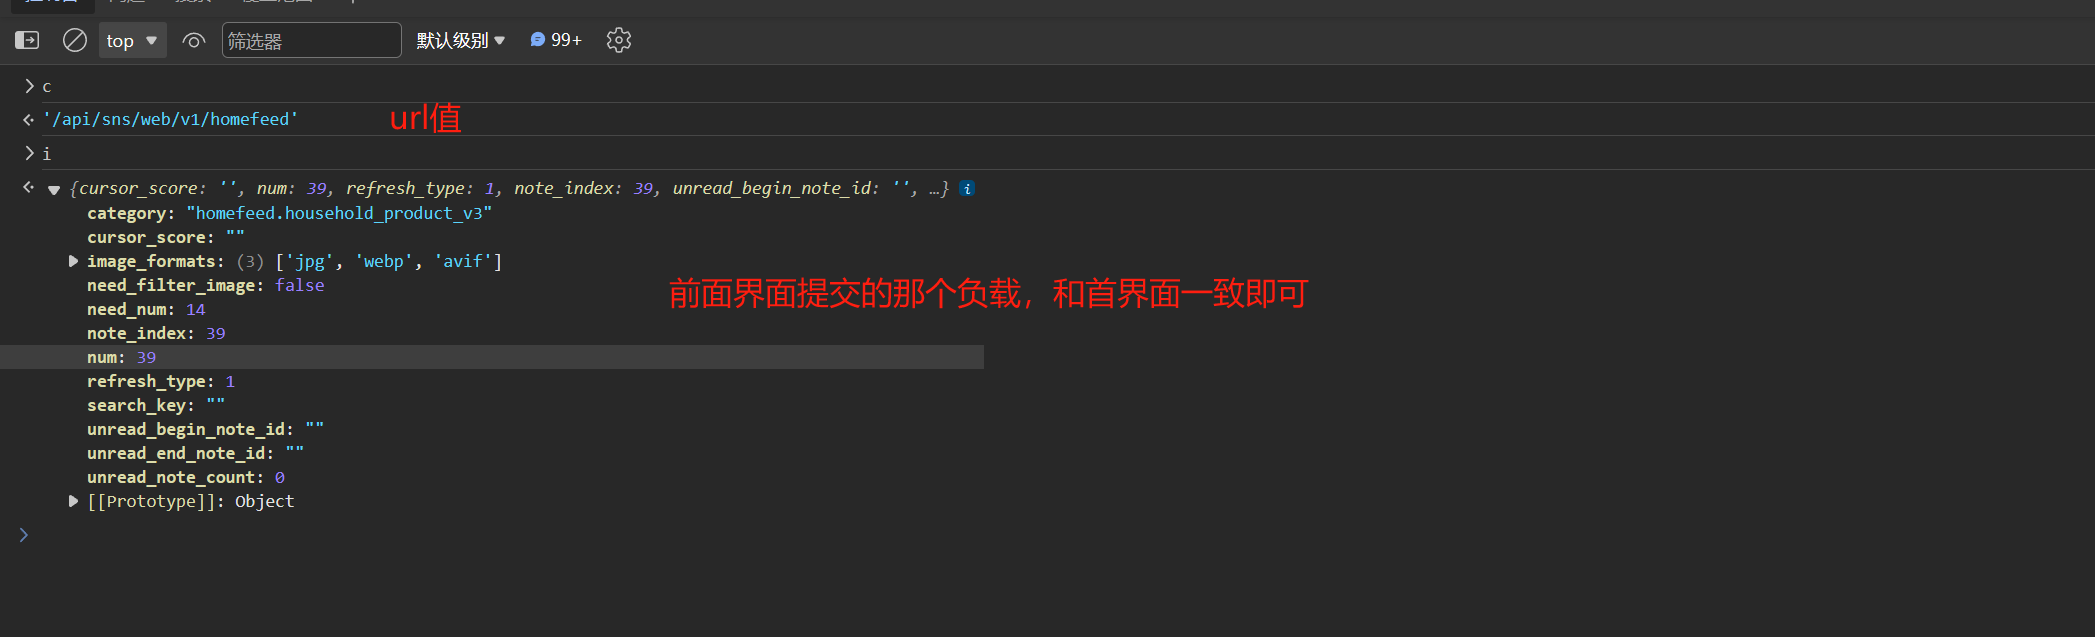 top 筛选器 默认级别 99+
c
'/api/sns/web/v1/homefeed' url值
i
{cursor_score: '', num: 39, refresh_type: 1, note_index: 39, unread_begin_note_id: '', …} i
category: "homefeed.household_product_v3"
cursor_score: ""
image_formats: (3) ['jpg', 'webp', 'avif']
need_filter_image: false
前面界面提交的那个负载，和首界面一致即可
need_num: 14
note_index: 39
num: 39
refresh_type: 1
search_key: ""
unread_begin_note_id: ""
unread_end_note_id: ""
unread_note_count: 0
[[Prototype]]: Object